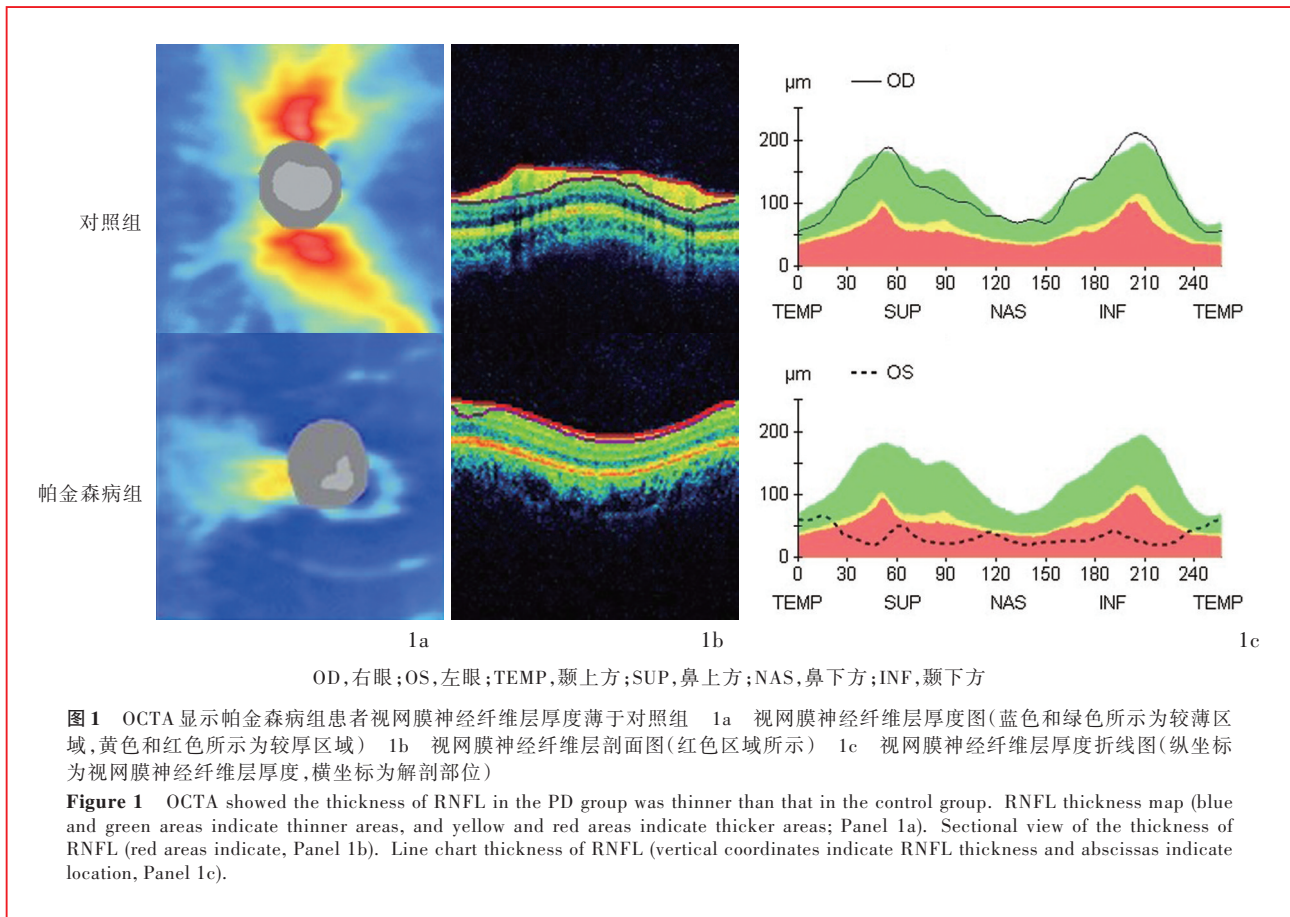 对照组
帕金森病组
µm
OD
200
100
0
0 30 60 90 120 150 180 210 240
TEMP SUP NAS INF TEMP
µm
OS
200
100
0
0 30 60 90 120 150 180 210 240
TEMP SUP NAS INF TEMP
1a 1b 1c
OD,右眼;OS,左眼;TEMP,颞上方;SUP,鼻上方;NAS,鼻下方;INF,颞下方
图1 OCTA 显示帕金森病组患者视网膜神经纤维层厚度薄于对照组 1a 视网膜神经纤维层厚度图(蓝色和绿色所示为较薄区
域,黄色和红色所示为较厚区域) 1b 视网膜神经纤维层剖面图(红色区域所示) 1c 视网膜神经纤维层厚度折线图(纵坐标
为视网膜神经纤维层厚度,横坐标为解剖部位)
Figure 1 OCTA showed the thickness of RNFL in the PD group was thinner than that in the control group. RNFL thickness map (blue
and green areas indicate thinner areas, and yellow and red areas indicate thicker areas; Panel 1a). Sectional view of the thickness of
RNFL (red areas indicate, Panel 1b). Line chart thickness of RNFL (vertical coordinates indicate RNFL thickness and abscissas indicate
location, Panel 1c).